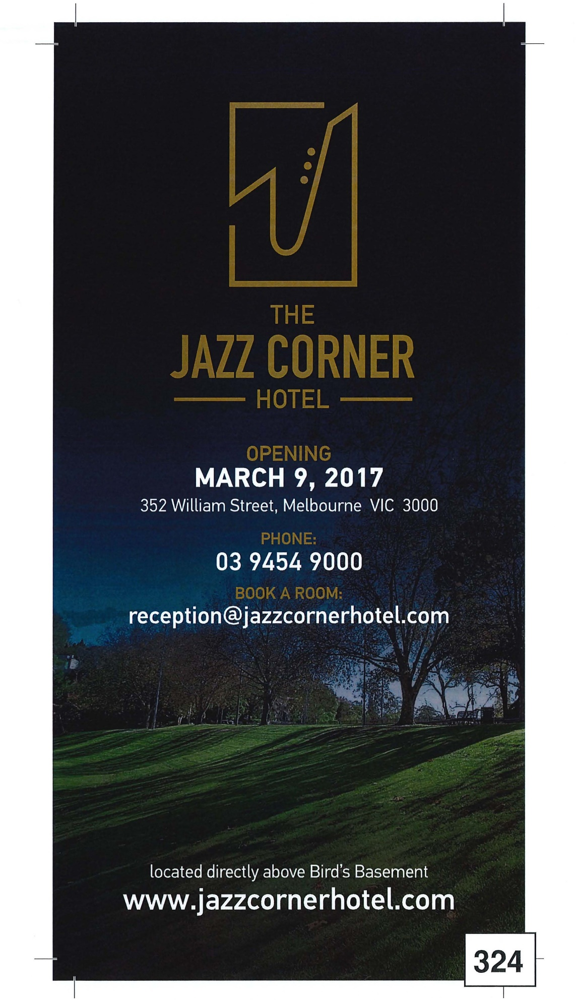 THE
JAZZ CORNER
HOTEL
OPENING
MARCH 9, 2017
352 William Street, Melbourne VIC 3000
PHONE:
03 9454 9000
BOOK A ROOM:
reception@jazzcornerhotel.com
located directly above Bird's Basement
www.jazzcornerhotel.com
324